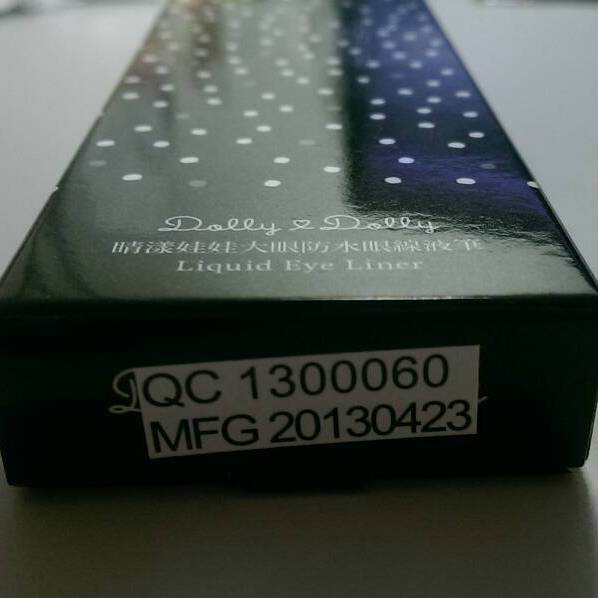 Dolly Dolly
晴漾娃娃大眼防水眼線液筆
Liquid Eye Liner
QC 1300060
MFG 20130423